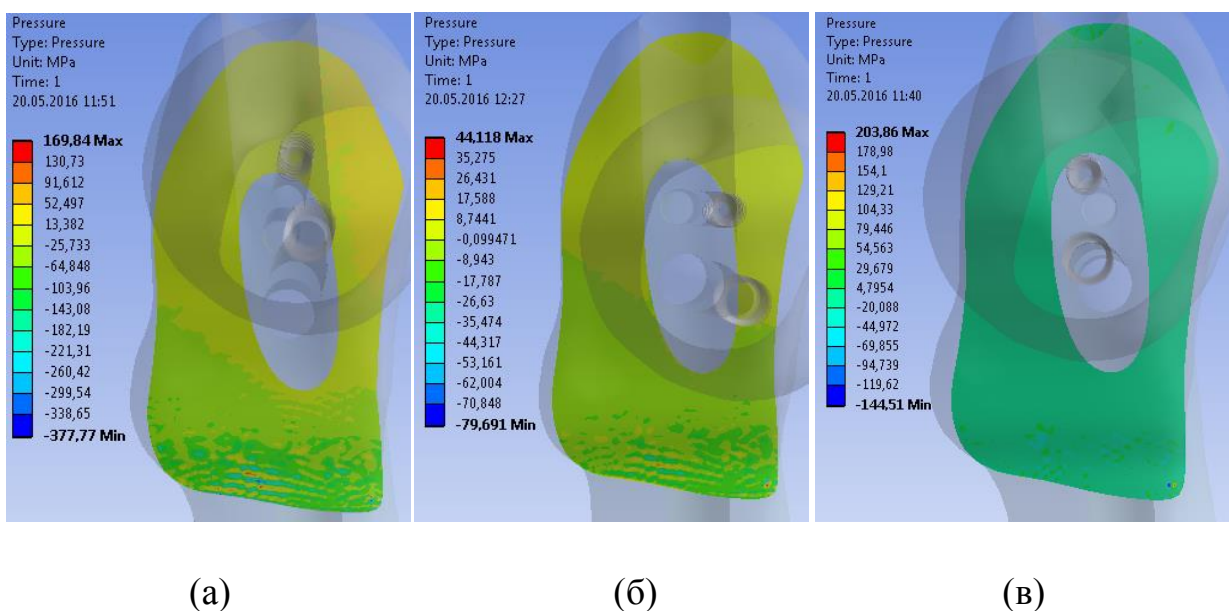 Pressure
Type: Pressure
Unit: MPa
Time: 1
20.05.2016 11:51
169,84 Max
130,73
91,612
52,497
13,382
-25,733
-64,848
-103,96
-143,08
-182,19
-221,31
-260,42
-299,54
-338,65
-377,77 Min
Pressure
Type: Pressure
Unit: MPa
Time: 1
20.05.2016 12:27
44,118 Max
35,275
26,431
17,588
8,7441
-0,099471
-8,943
-17,787
-26,63
-35,474
-44,317
-53,161
-62,004
-70,848
-79,691 Min
Pressure
Type: Pressure
Unit: MPa
Time: 1
20.05.2016 11:40
203,86 Max
178,98
154,1
129,21
104,33
79,446
54,563
29,679
4,7954
-20,088
-44,972
-69,855
-94,739
-119,62
-144,51 Min
(а)
(б)
(в)